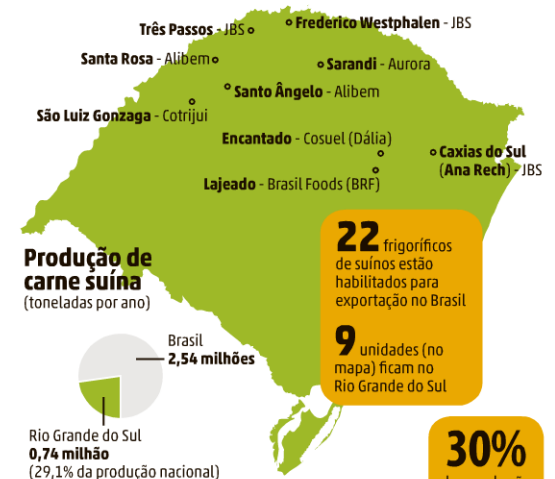 Três Passos - JBS
Frederico Westphalen - JBS
Santa Rosa - Alibem
Sarandi - Aurora
Santo Ângelo - Alibem
São Luiz Gonzaga - Cotrijui
Encantado - Cosuel (Dália)
Caxias do Sul
(Ana Rech) - JBS
Lajeado - Brasil Foods (BRF)
Produção de
carne suína
(toneladas por ano)
Brasil
2,54 milhões
Rio Grande do Sul
0,74 milhão
(29,1% da produção nacional)
22 frigoríficos
de suínos estão
habilitados para
exportação no Brasil
9 unidades (no
mapa) ficam no
Rio Grande do Sul
30%